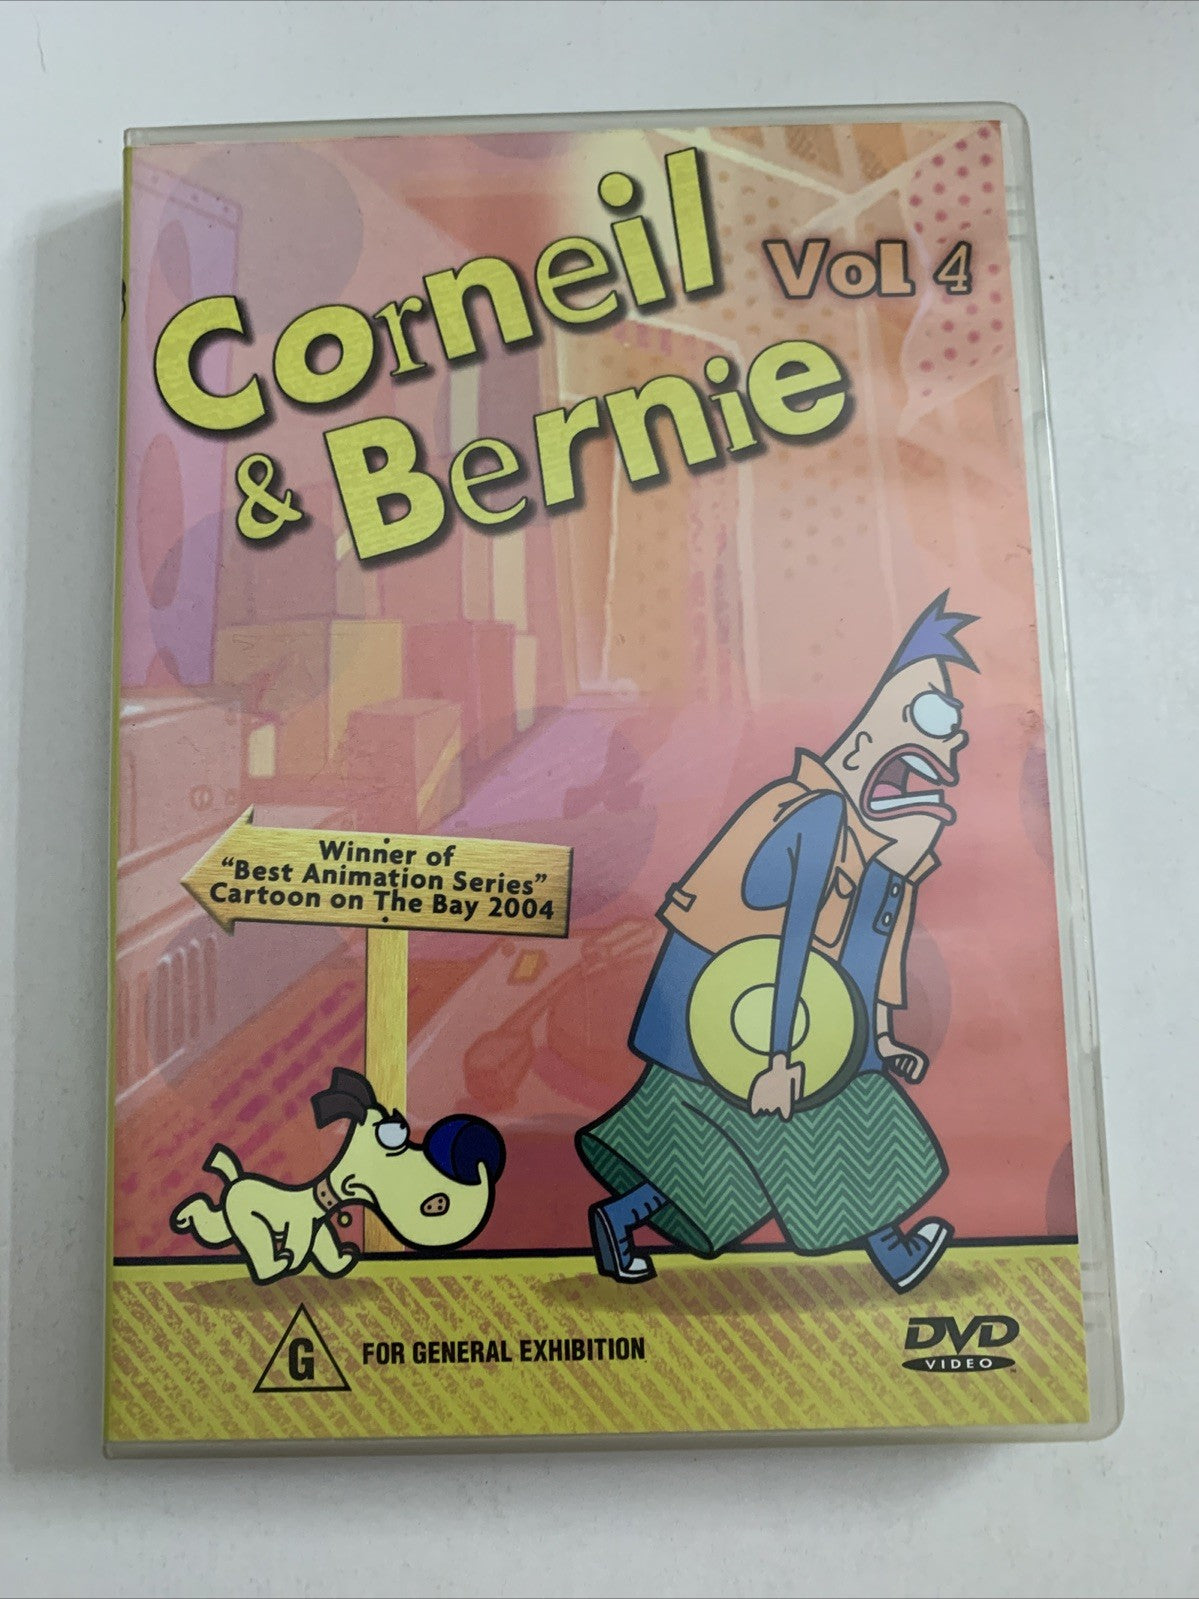 Corneil
Vol 4
& Bernie
Winner of
“Best Animation Series”
Cartoon on The Bay 2004
G FOR GENERAL EXHIBITION
DVD
VIDEO